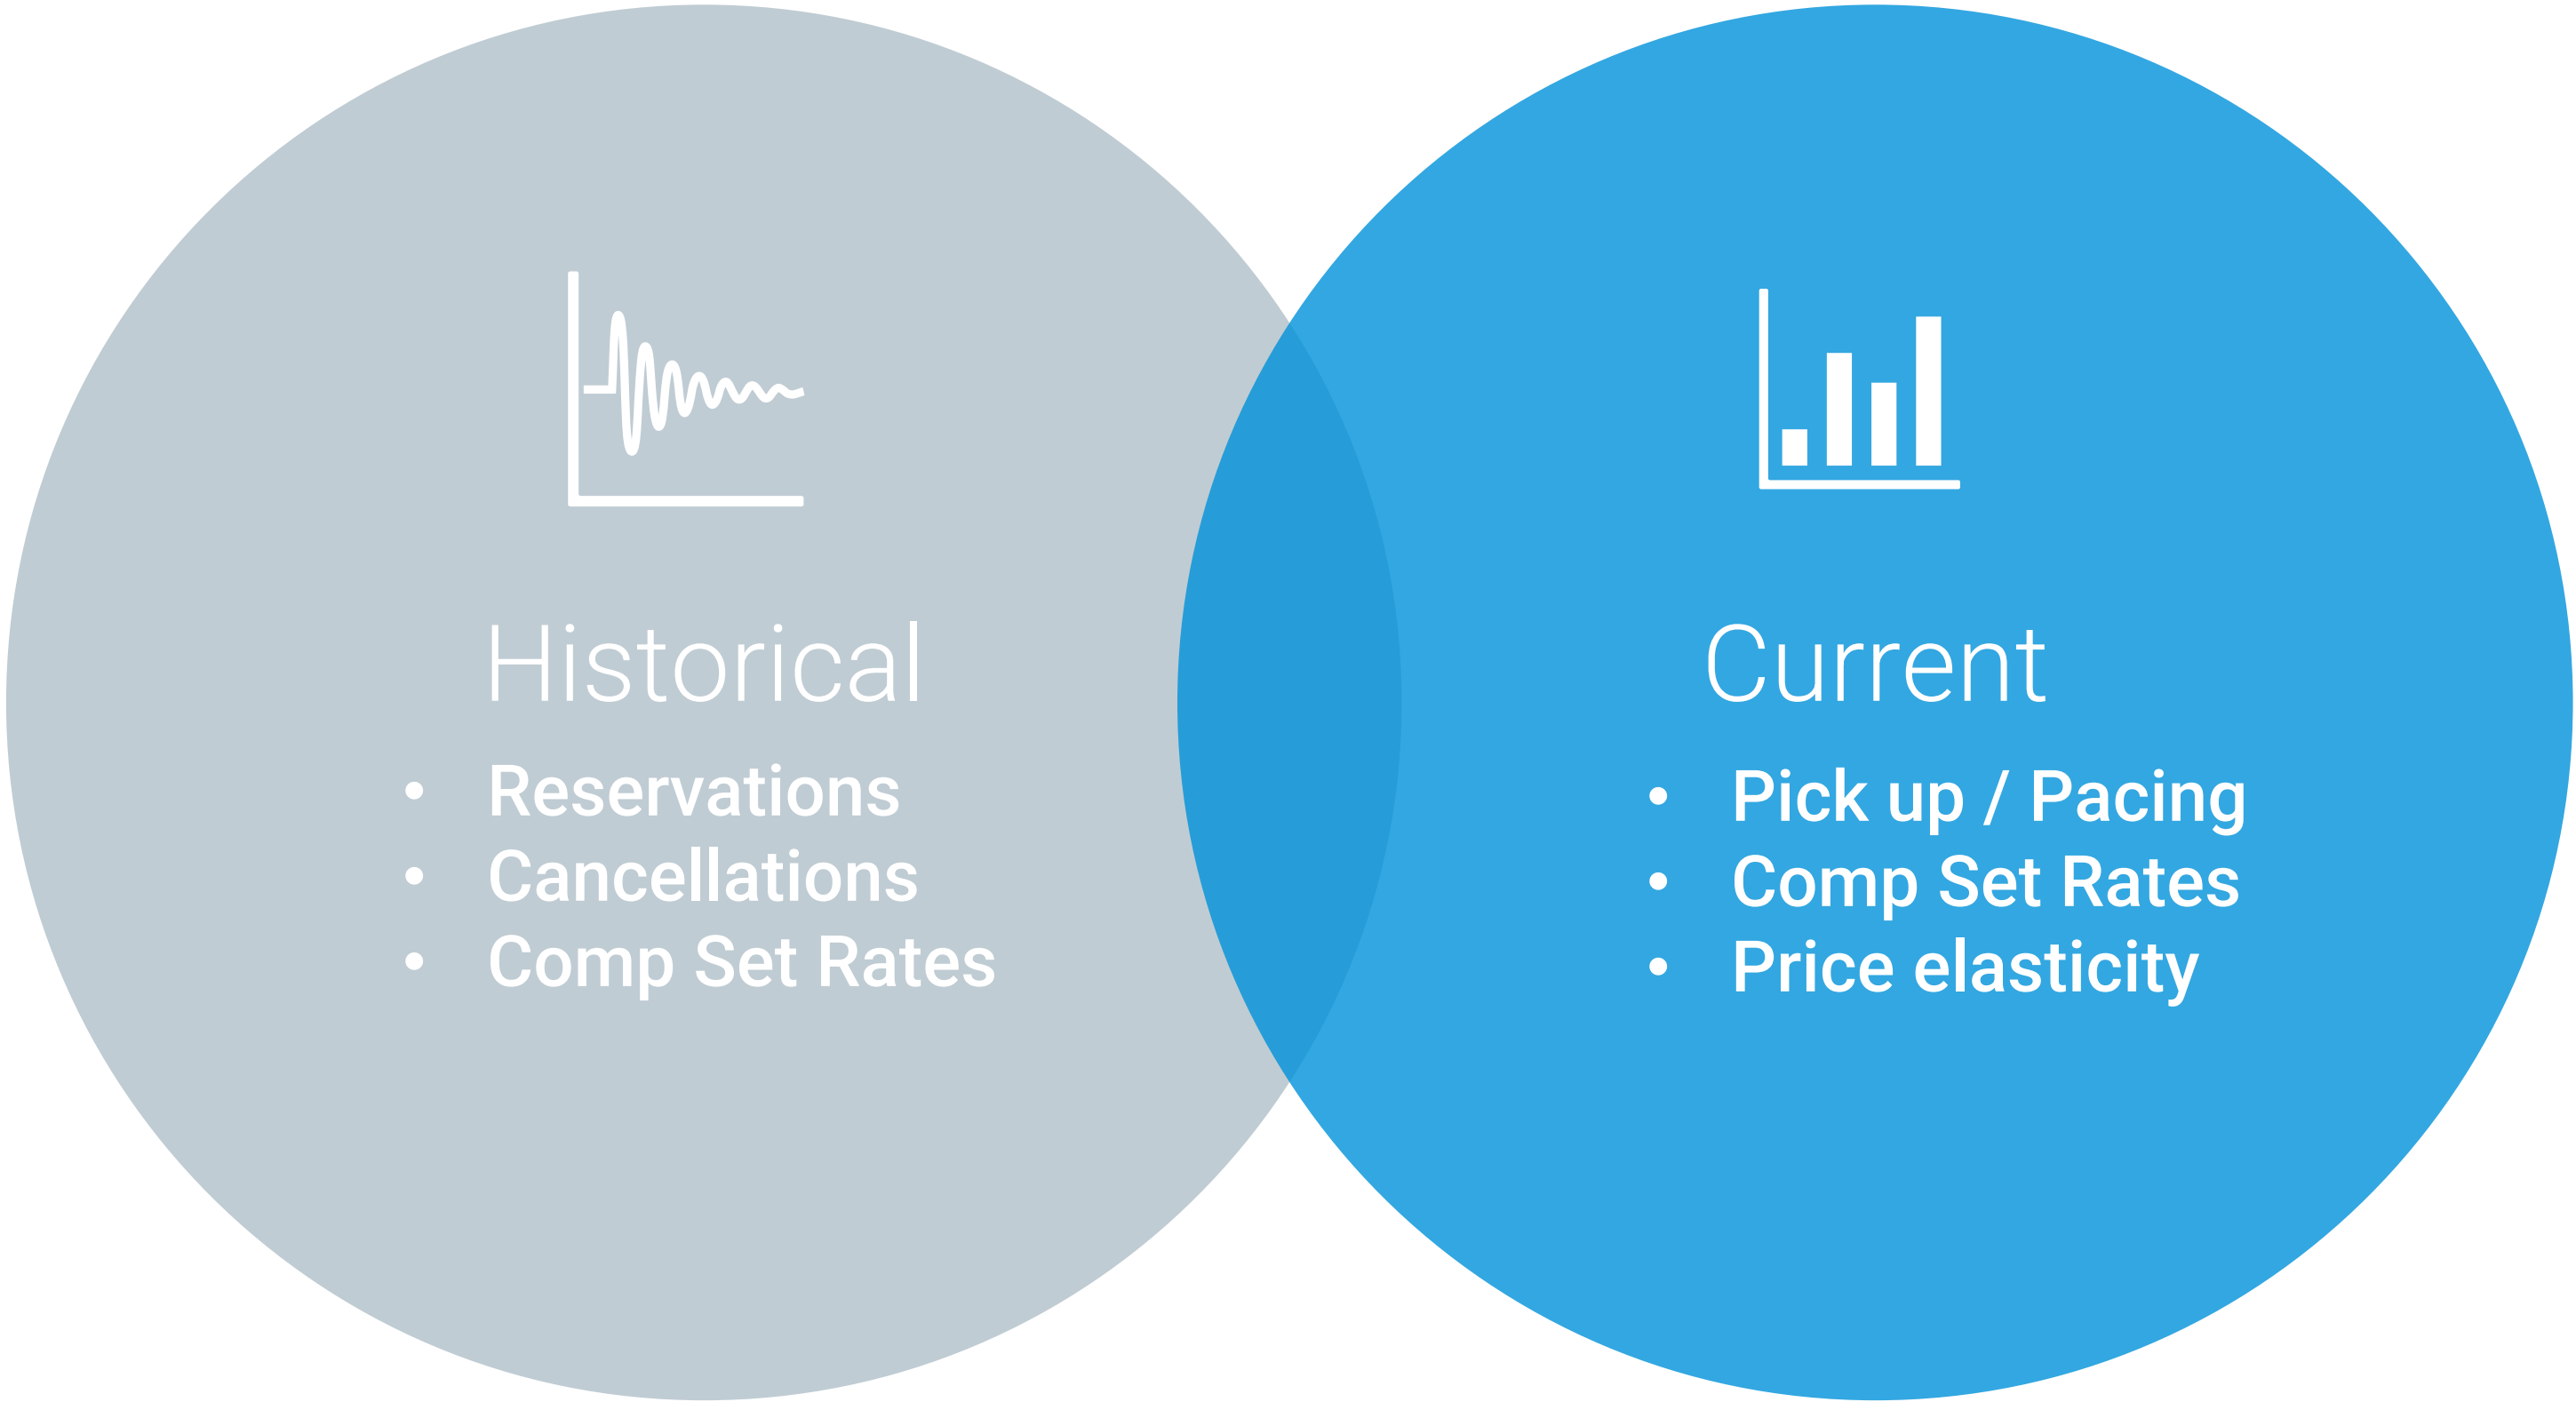 Historical
• Reservations
• Cancellations
• Comp Set Rates
Current
• Pick up / Pacing
• Comp Set Rates
• Price elasticity